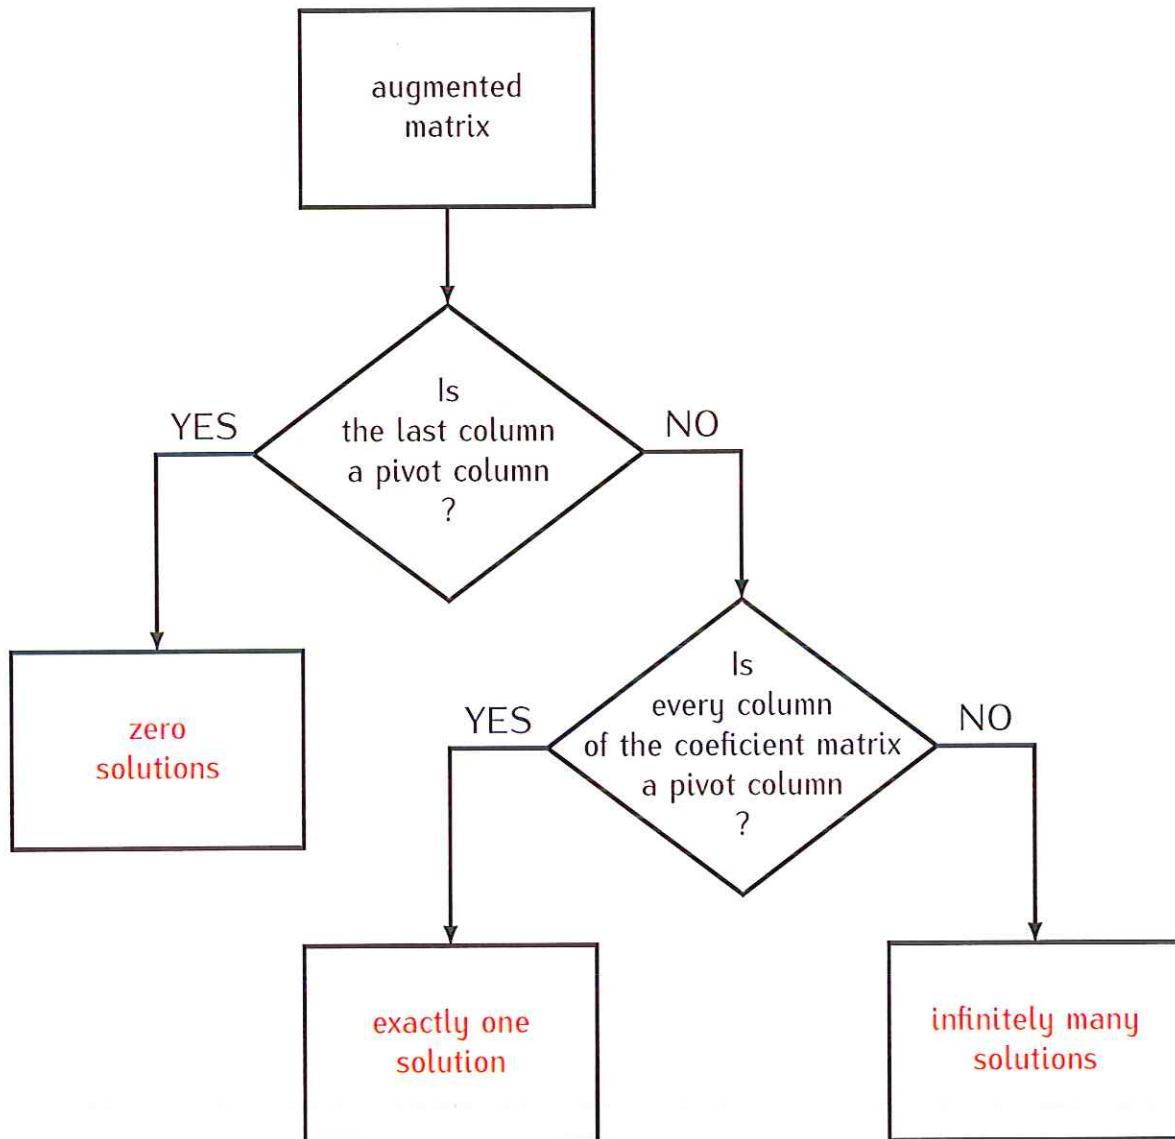 augmented
matrix
Is
the last column
a pivot column
?
YES
NO
zero
solutions
Is
every column
of the coeficient matrix
a pivot column
?
YES
NO
exactly one
solution
infinitely many
solutions